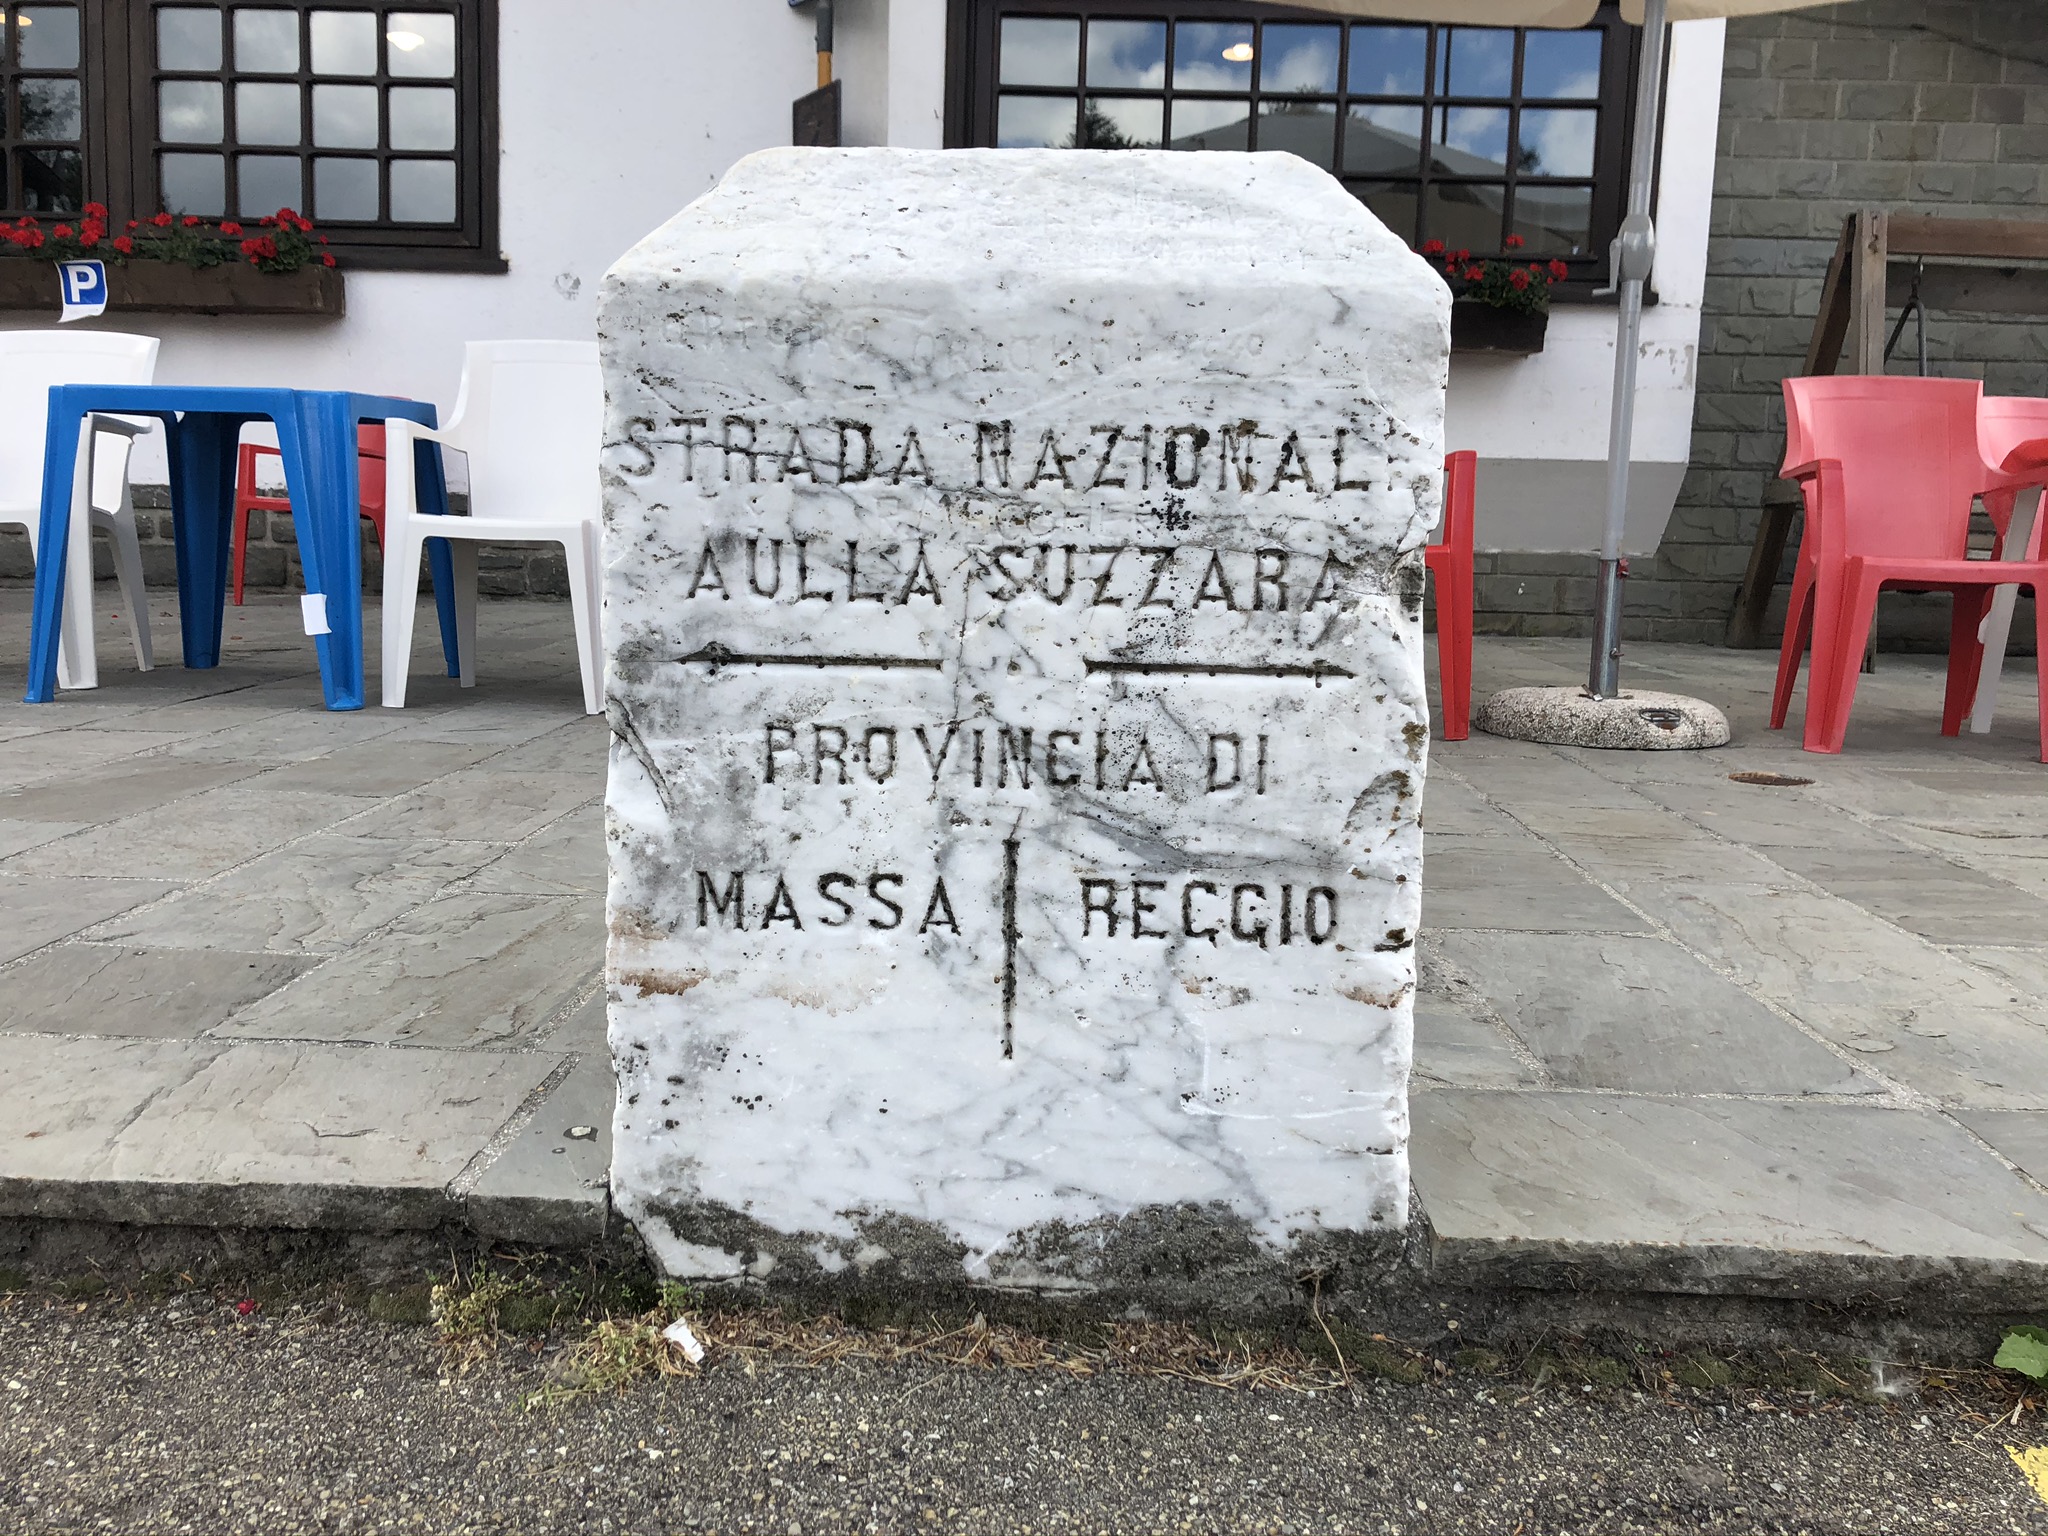 P
STRADA NAZIONALE
AULLA SUZZARA
PROVINCIA DI
MASSA REGGIO